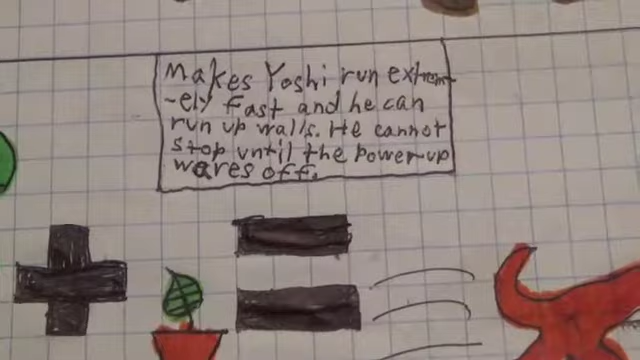 Makes Yoshi run extrem-
-ely fast and he can
run up walls. He cannot
stop until the power-up
wares off.